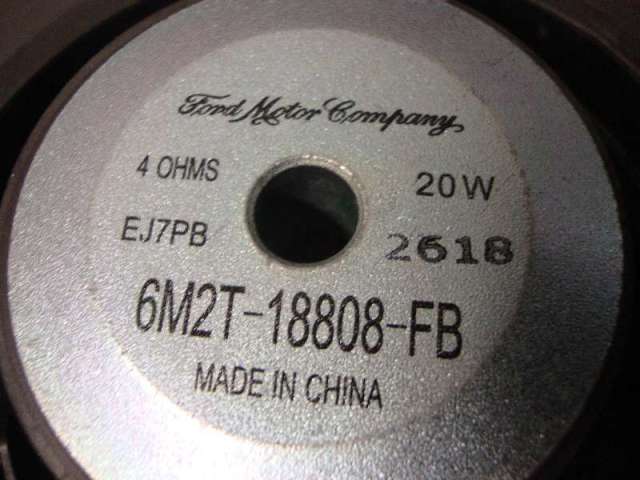 Ford Motor Company
4 OHMS 20W
EJ7PB 2618
6M2T-18808-FB
MADE IN CHINA